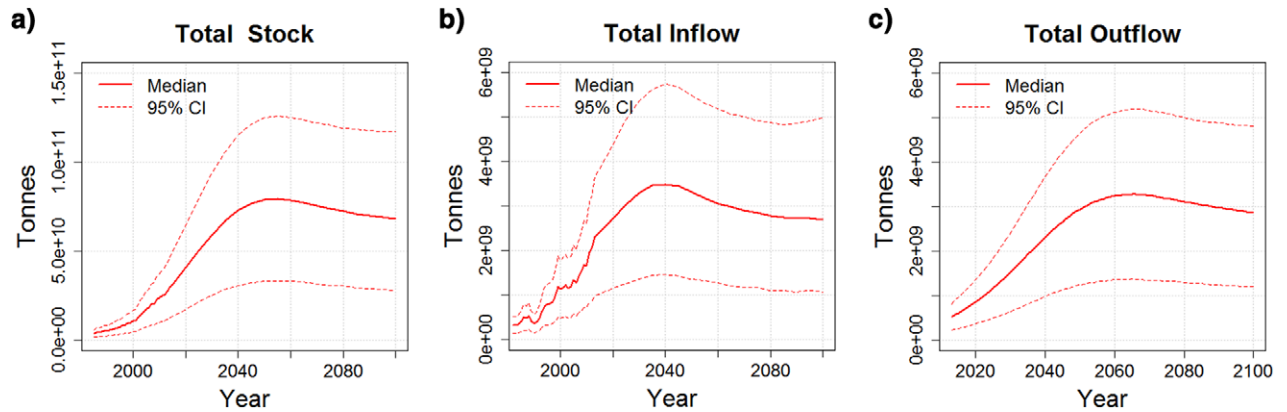 a)
Total Stock
Tonnes
1.5e+11
1.0e+11
5.0e+10
0.0e+00
Median
95% CI
2000
2040
2080
Year
b)
Total Inflow
Tonnes
6e+09
4e+09
2e+09
0e+00
Median
95% CI
2000
2040
2080
Year
c)
Total Outflow
Tonnes
6e+09
4e+09
2e+09
0e+00
Median
95% CI
2020
2040
2060
2080
2100
Year